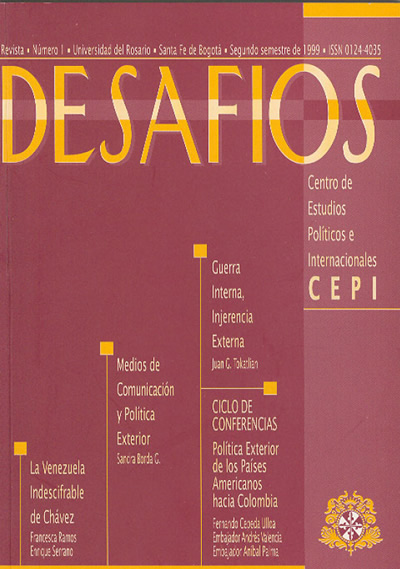 Revista • Número 1 • Universidad del Rosario • Santa Fe de Bogotá • Segundo semestre de 1999 • ISSN 0124-4035
DESAFIOS
Centro de
Estudios
Políticos e
Internacionales
CEPI
Guerra
Interna,
Injerencia
Externa
Juan G. Tokatlian
Medios de
Comunicación
y Política
Exterior
Sandra Borda G.
CICLO DE
CONFERENCIAS
Política Exterior
de los Países
Americanos
hacia Colombia
Fernando Cepeda Ulloa
Embajador Andrés Valencia
Embajador Aníbal Palma
La Venezuela
Indescifrable
de Chávez
Francesca Ramos
Enrique Serrano